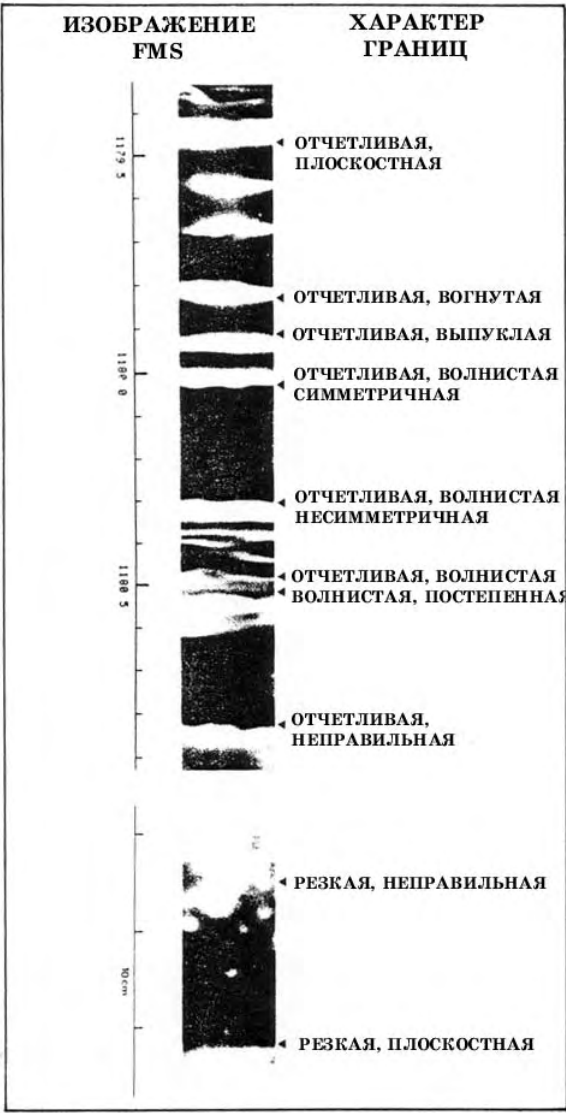 ИЗОБРАЖЕНИЕ
FMS
ХАРАКТЕР
ГРАНИЦ
1179 5
ОТЧЕТЛИВАЯ,
ПЛОСКОСТНАЯ
ОТЧЕТЛИВАЯ, ВОГНУТАЯ
ОТЧЕТЛИВАЯ, ВЫПУКЛАЯ
1180 0
ОТЧЕТЛИВАЯ, ВОЛНИСТАЯ
СИММЕТРИЧНАЯ
ОТЧЕТЛИВАЯ, ВОЛНИСТАЯ
НЕСИММЕТРИЧНАЯ
1180 5
ОТЧЕТЛИВАЯ, ВОЛНИСТАЯ
ВОЛНИСТАЯ, ПОСТЕПЕННАЯ
ОТЧЕТЛИВАЯ,
НЕПРАВИЛЬНАЯ
РЕЗКАЯ, НЕПРАВИЛЬНАЯ
10cm
РЕЗКАЯ, ПЛОСКОСТНАЯ